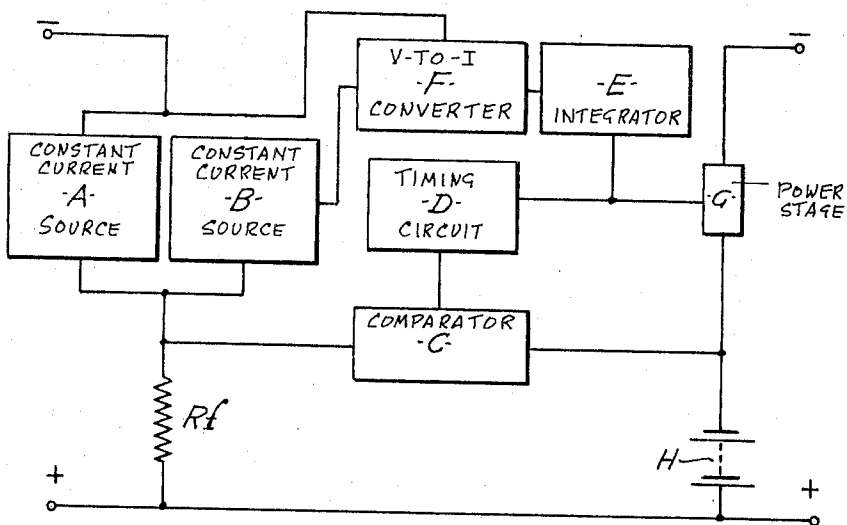 −
−
V-TO-I
-F-
CONVERTER
-E-
INTEGRATOR
CONSTANT
CURRENT
-A-
SOURCE
CONSTANT
CURRENT
-B-
SOURCE
TIMING
-D-
CIRCUIT
-G-
POWER
STAGE
COMPARATOR
-C-
Rf
H
+
+